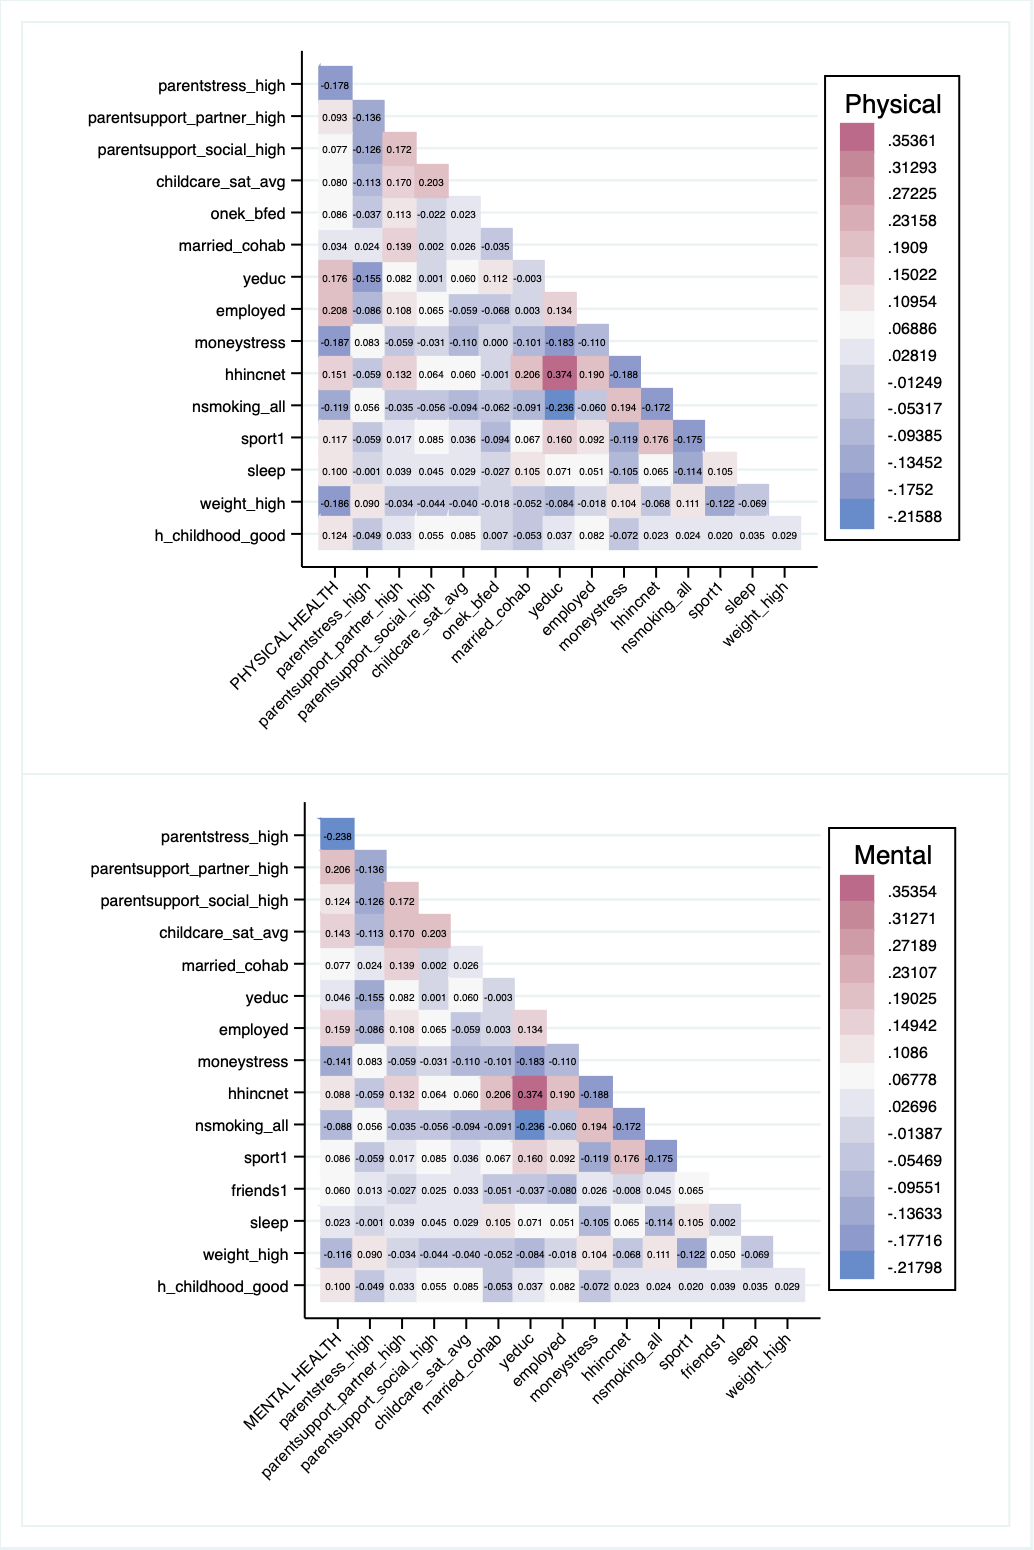 Physical
.35361
.31293
.27225
.23158
.1909
.15022
.10954
.06886
.02819
-.01249
-.05317
-.09385
-.13452
-.1752
-.21588
parentstress_high -0.178
parentsupport_partner_high 0.093 -0.136
parentsupport_social_high 0.077 -0.126 0.172
childcare_sat_avg 0.080 -0.113 0.170 0.203
onek_bfed 0.086 -0.037 0.113 -0.022 0.023
married_cohab 0.034 0.024 0.139 0.002 0.026 -0.035
yeduc 0.176 -0.155 0.082 0.001 0.060 0.112 -0.003
employed 0.208 -0.086 0.108 0.065 -0.059 -0.068 0.003 0.134
moneystress -0.187 0.083 -0.059 -0.031 -0.110 0.000 -0.101 -0.183 -0.110
hhincnet 0.151 -0.059 0.132 0.064 0.060 -0.001 0.206 0.374 0.190 -0.188
nsmoking_all -0.119 0.056 -0.035 -0.056 -0.094 -0.062 -0.091 -0.236 -0.060 0.194 -0.172
sport1 0.117 -0.059 0.017 0.085 0.036 -0.094 0.067 0.160 0.092 -0.119 0.176 -0.175
sleep 0.100 -0.001 0.039 0.045 0.029 -0.027 0.105 0.071 0.051 -0.105 0.065 -0.114 0.105
weight_high -0.186 0.090 -0.034 -0.044 -0.040 -0.018 -0.052 -0.084 -0.018 0.104 -0.068 0.111 -0.122 -0.069
h_childhood_good 0.124 -0.049 0.033 0.055 0.085 0.007 -0.053 0.037 0.082 -0.072 0.023 0.024 0.020 0.035 0.029
PHYSICAL HEALTH
parentstress_high
parentsupport_partner_high
parentsupport_social_high
childcare_sat_avg
onek_bfed
married_cohab
yeduc
employed
moneystress
hhincnet
nsmoking_all
sport1
sleep
weight_high
Mental
.35354
.31271
.27189
.23107
.19025
.14942
.1086
.06778
.02696
-.01387
-.05469
-.09551
-.13633
-.17716
-.21798
parentstress_high -0.238
parentsupport_partner_high 0.206 -0.136
parentsupport_social_high 0.124 -0.126 0.172
childcare_sat_avg 0.143 -0.113 0.170 0.203
married_cohab 0.077 0.024 0.139 0.002 0.026
yeduc 0.046 -0.155 0.082 0.001 0.060 -0.003
employed 0.159 -0.086 0.108 0.065 -0.059 0.003 0.134
moneystress -0.141 0.083 -0.059 -0.031 -0.110 -0.101 -0.183 -0.110
hhincnet 0.088 -0.059 0.132 0.064 0.060 0.206 0.374 0.190 -0.188
nsmoking_all -0.088 0.056 -0.035 -0.056 -0.094 -0.091 -0.236 -0.060 0.194 -0.172
sport1 0.086 -0.059 0.017 0.085 0.036 0.067 0.160 0.092 -0.119 0.176 -0.175
friends1 0.060 0.013 -0.027 0.025 0.033 -0.051 -0.037 -0.080 0.026 -0.008 0.045 0.065
sleep 0.023 -0.001 0.039 0.045 0.029 0.105 0.071 0.051 -0.105 0.065 -0.114 0.105 0.002
weight_high -0.116 0.090 -0.034 -0.044 -0.040 -0.052 -0.084 -0.018 0.104 -0.068 0.111 -0.122 0.050 -0.069
h_childhood_good 0.100 -0.049 0.033 0.055 0.085 -0.053 0.037 0.082 -0.072 0.023 0.024 0.020 0.039 0.035 0.029
MENTAL HEALTH
parentstress_high
parentsupport_partner_high
parentsupport_social_high
childcare_sat_avg
married_cohab
yeduc
employed
moneystress
hhincnet
nsmoking_all
sport1
friends1
sleep
weight_high